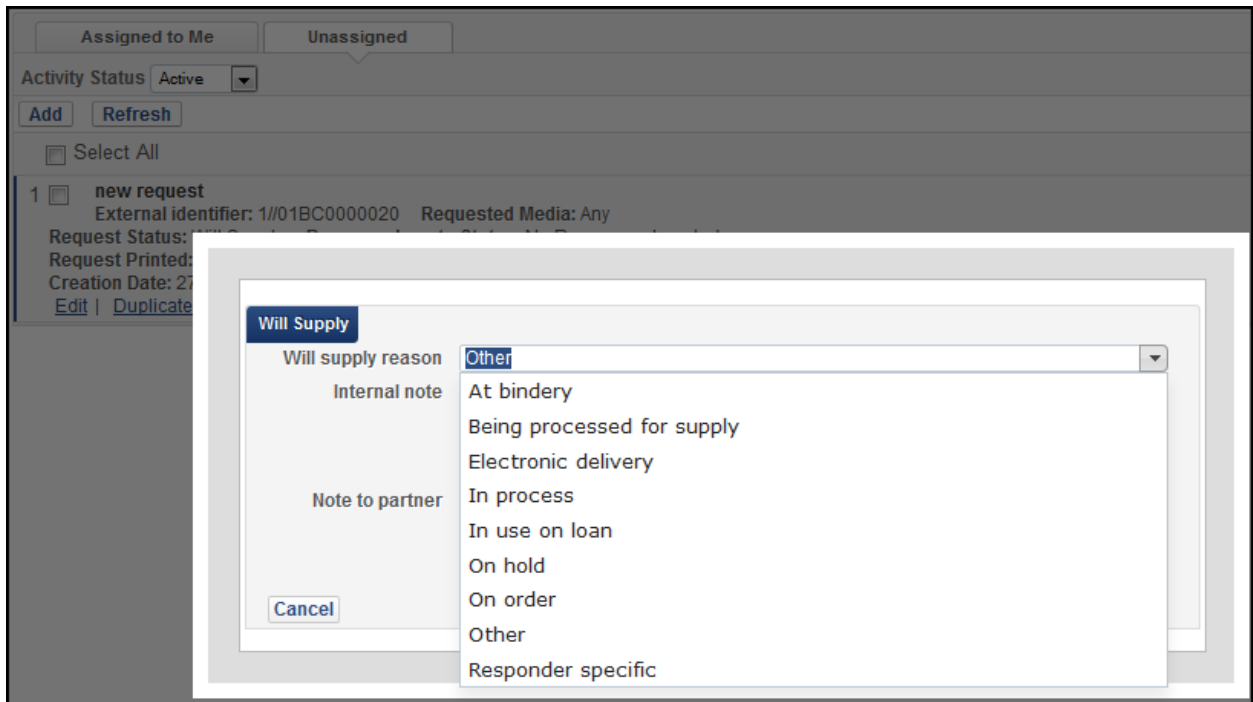 Assigned to Me Unassigned
Activity Status Active
Add Refresh
Select All
1 new request
External identifier: 1//01BC0000020 Requested Media: Any
Request Status:
Request Printed:
Creation Date: 27
Edit | Duplicate
Will Supply
Will supply reason Other
Internal note At bindery
Being processed for supply
Electronic delivery
Note to partner In process
In use on loan
On hold
On order
Cancel
Other
Responder specific